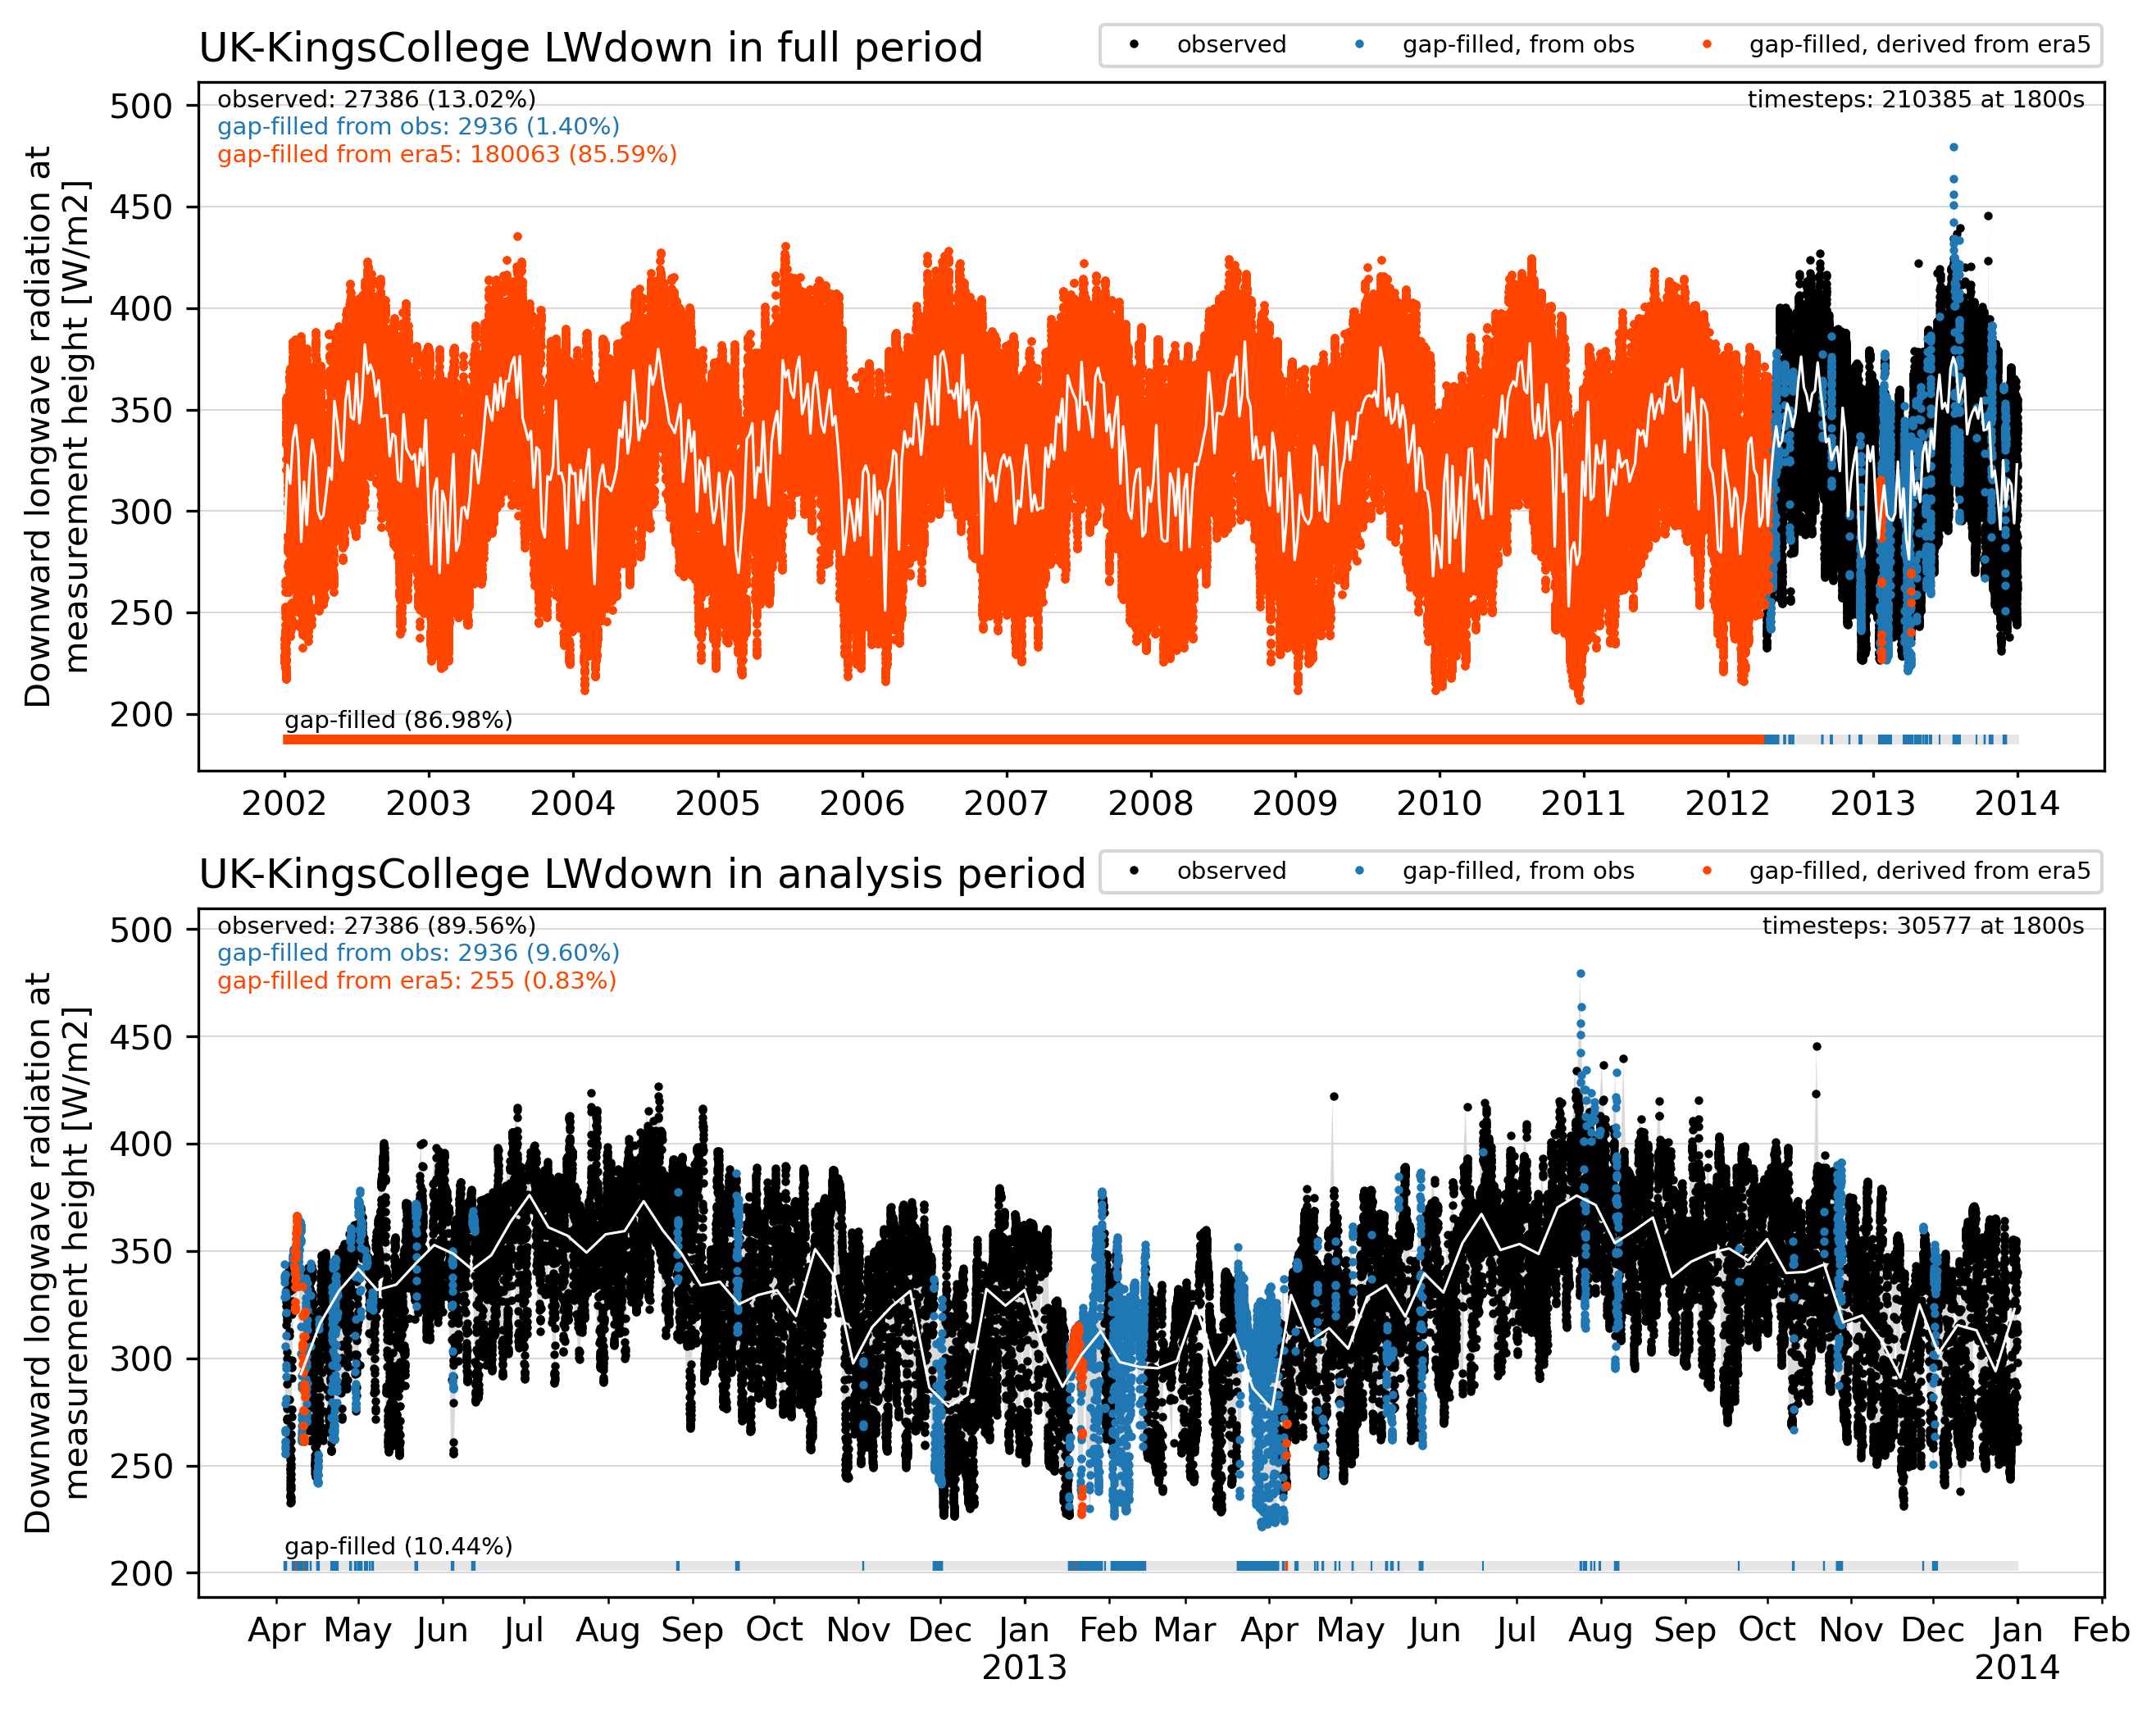 UK-KingsCollege LWdown in full period
observed gap-filled, from obs gap-filled, derived from era5
observed: 27386 (13.02%)
gap-filled from obs: 2936 (1.40%)
gap-filled from era5: 180063 (85.59%)
timesteps: 210385 at 1800s
Downward longwave radiation at
measurement height [W/m2]
500
450
400
350
300
250
200
gap-filled (86.98%)
2002 2003 2004 2005 2006 2007 2008 2009 2010 2011 2012 2013 2014
UK-KingsCollege LWdown in analysis period
observed gap-filled, from obs gap-filled, derived from era5
observed: 27386 (89.56%)
gap-filled from obs: 2936 (9.60%)
gap-filled from era5: 255 (0.83%)
timesteps: 30577 at 1800s
Downward longwave radiation at
measurement height [W/m2]
500
450
400
350
300
250
200
gap-filled (10.44%)
Apr May Jun Jul Aug Sep Oct Nov Dec Jan Feb Mar Apr May Jun Jul Aug Sep Oct Nov Dec Jan Feb
2013 2014